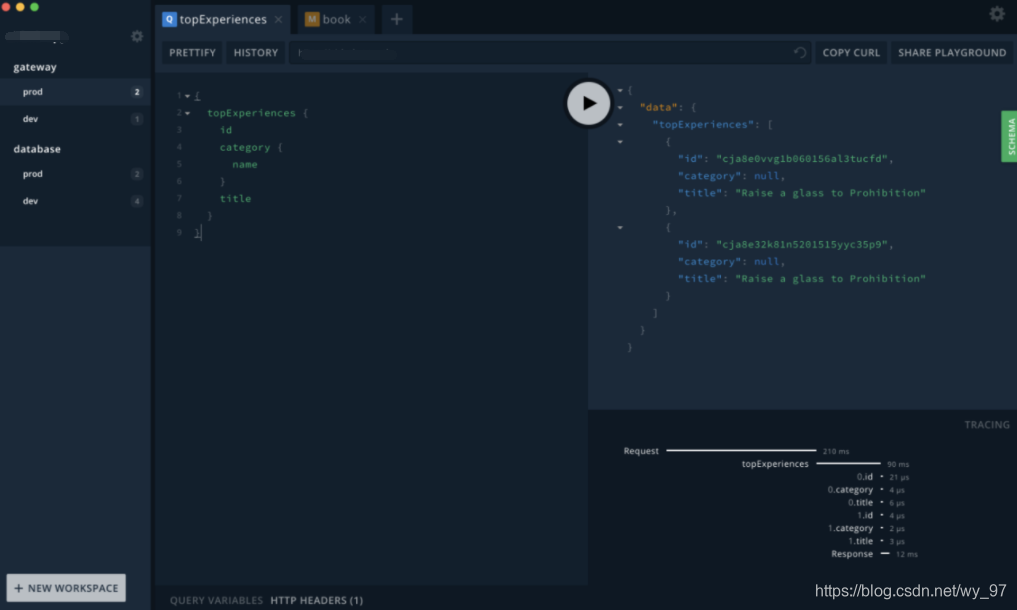 Q topExperiences ×
M book ×
+
gateway
prod 2
dev 1
database
prod 2
dev 4
+ NEW WORKSPACE
PRETTIFY
HISTORY
COPY CURL
SHARE PLAYGROUND
1 {
2 topExperiences {
3 id
4 category {
5 name
6 }
7 title
8 }
9 }
{
"data": {
"topExperiences": [
{
"id": "cja8e0vvg1b060156al3tucfd",
"category": null,
"title": "Raise a glass to Prohibition"
},
{
"id": "cja8e32k81n5201515yyc35p9",
"category": null,
"title": "Raise a glass to Prohibition"
}
]
}
}
SCHEMA
TRACING
Request 210 ms
topExperiences 90 ms
0.id 21 µs
0.category 4 µs
0.title 6 µs
1.id 4 µs
1.category 2 µs
1.title 3 µs
Response 12 ms
QUERY VARIABLES HTTP HEADERS (1)
https://blog.csdn.net/wy_97